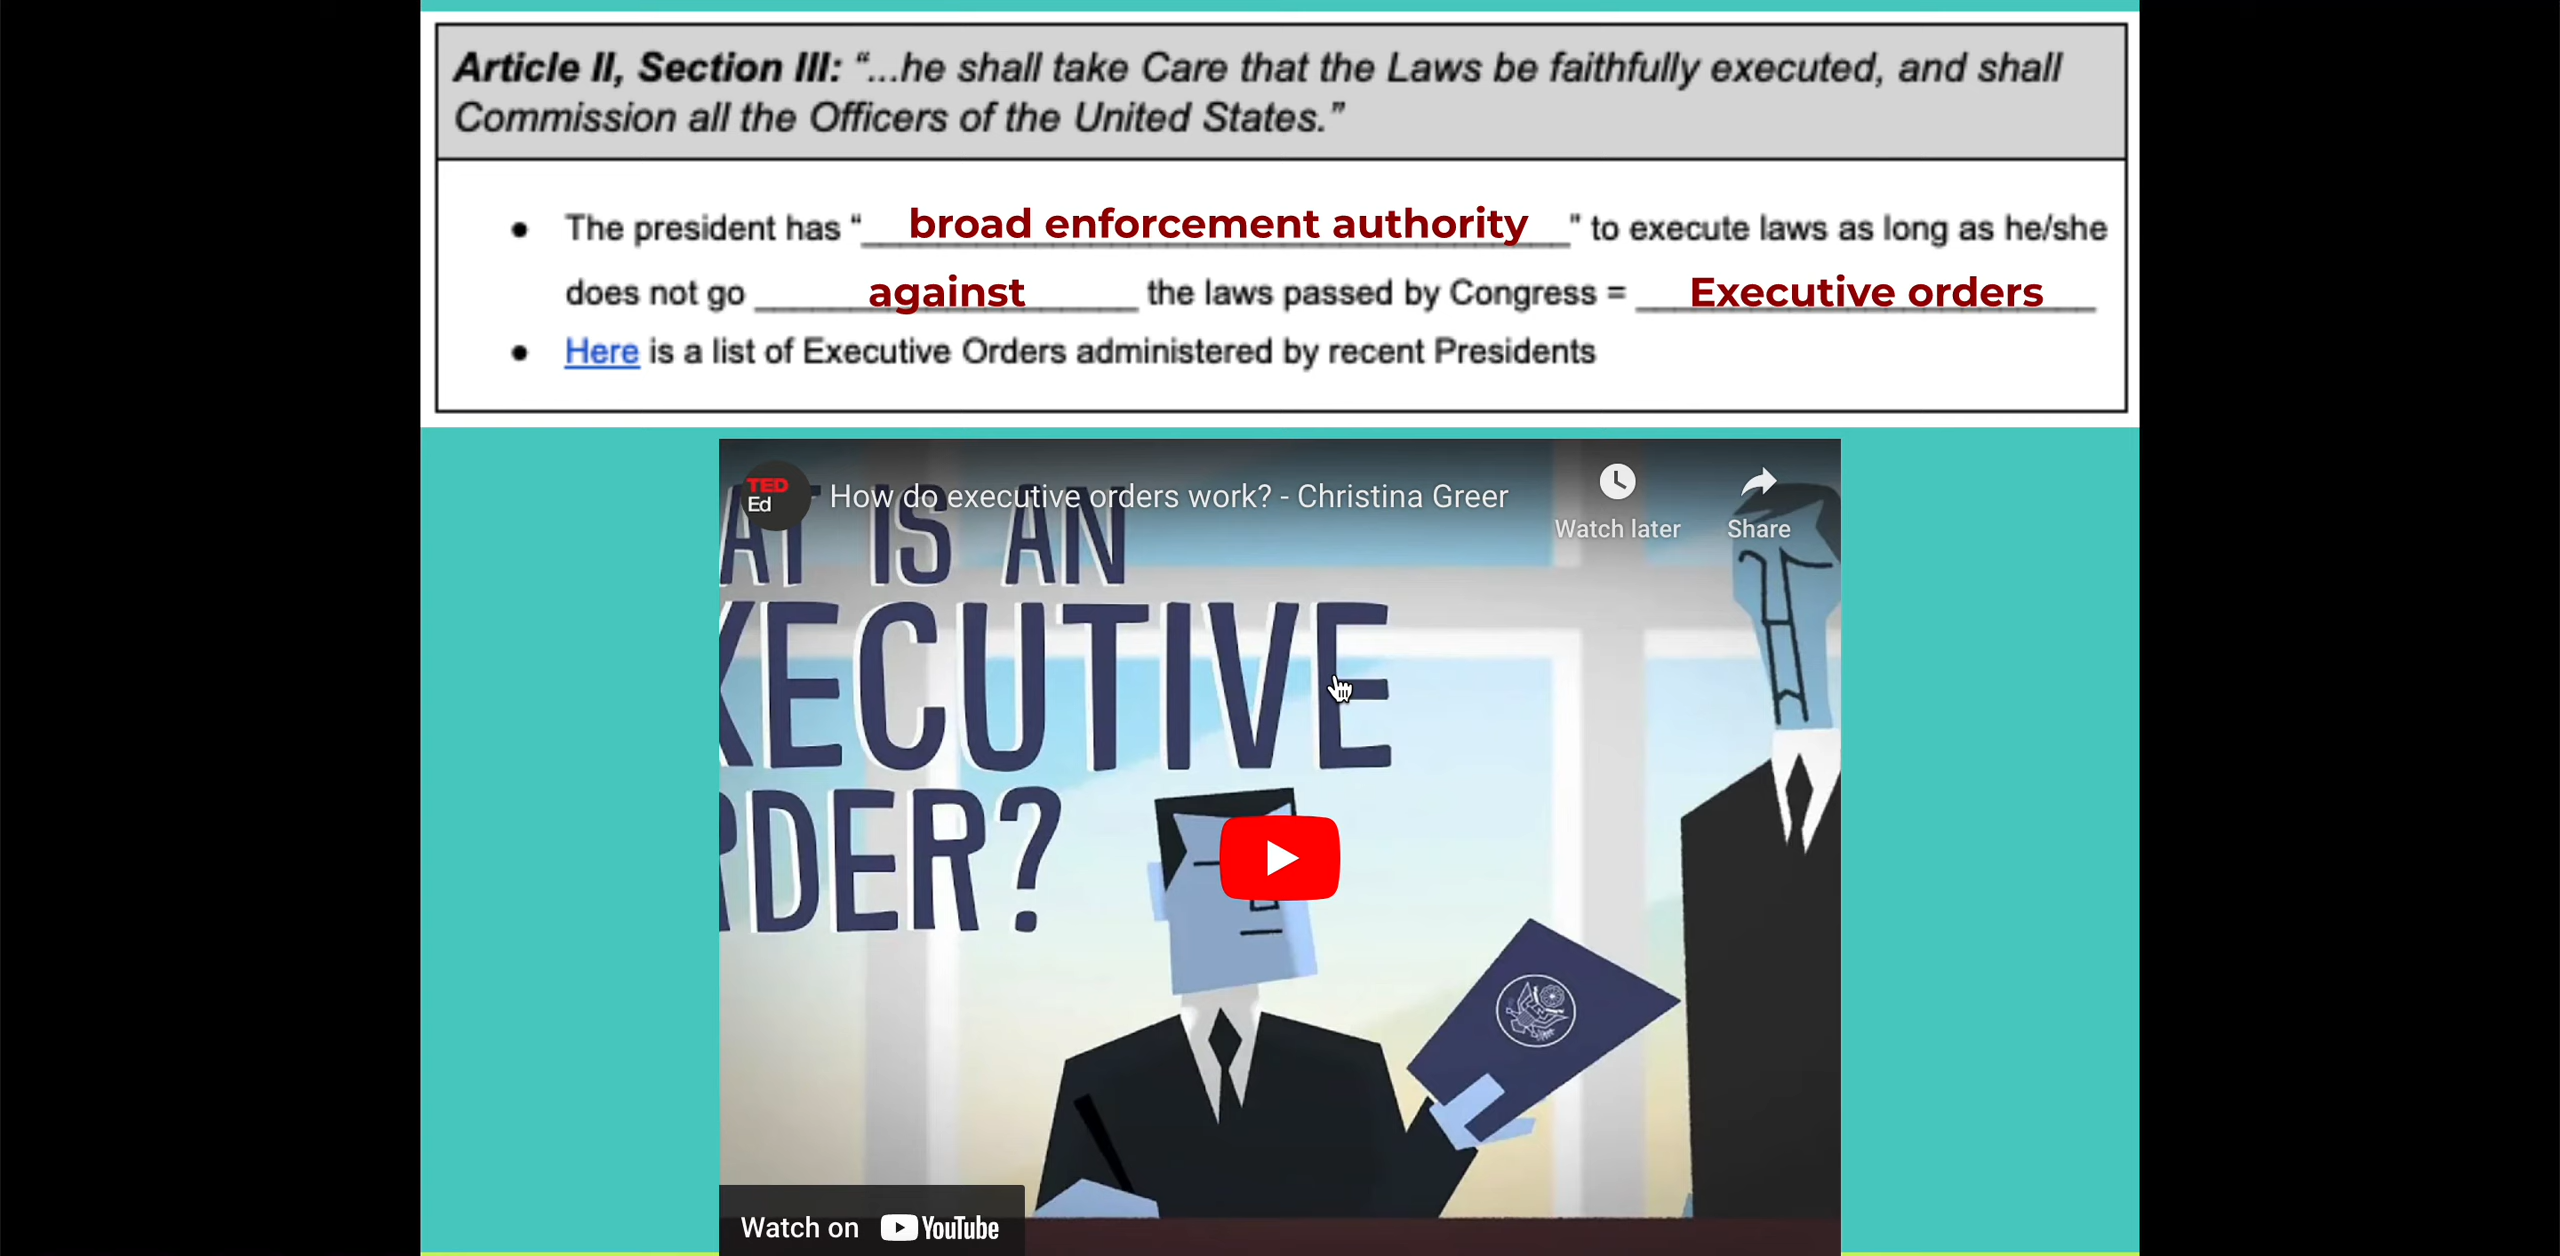 Article II, Section III: “...he shall take Care that the Laws be faithfully executed, and shall
Commission all the Officers of the United States.”
● The president has “ broad enforcement authority ” to execute laws as long as he/she
does not go against the laws passed by Congress = Executive orders
● Here is a list of Executive Orders administered by recent Presidents
TED
Ed
How do executive orders work? - Christina Greer
Watch later
Share
AT IS AN
XECUTIVE
RDER?
Watch on YouTube